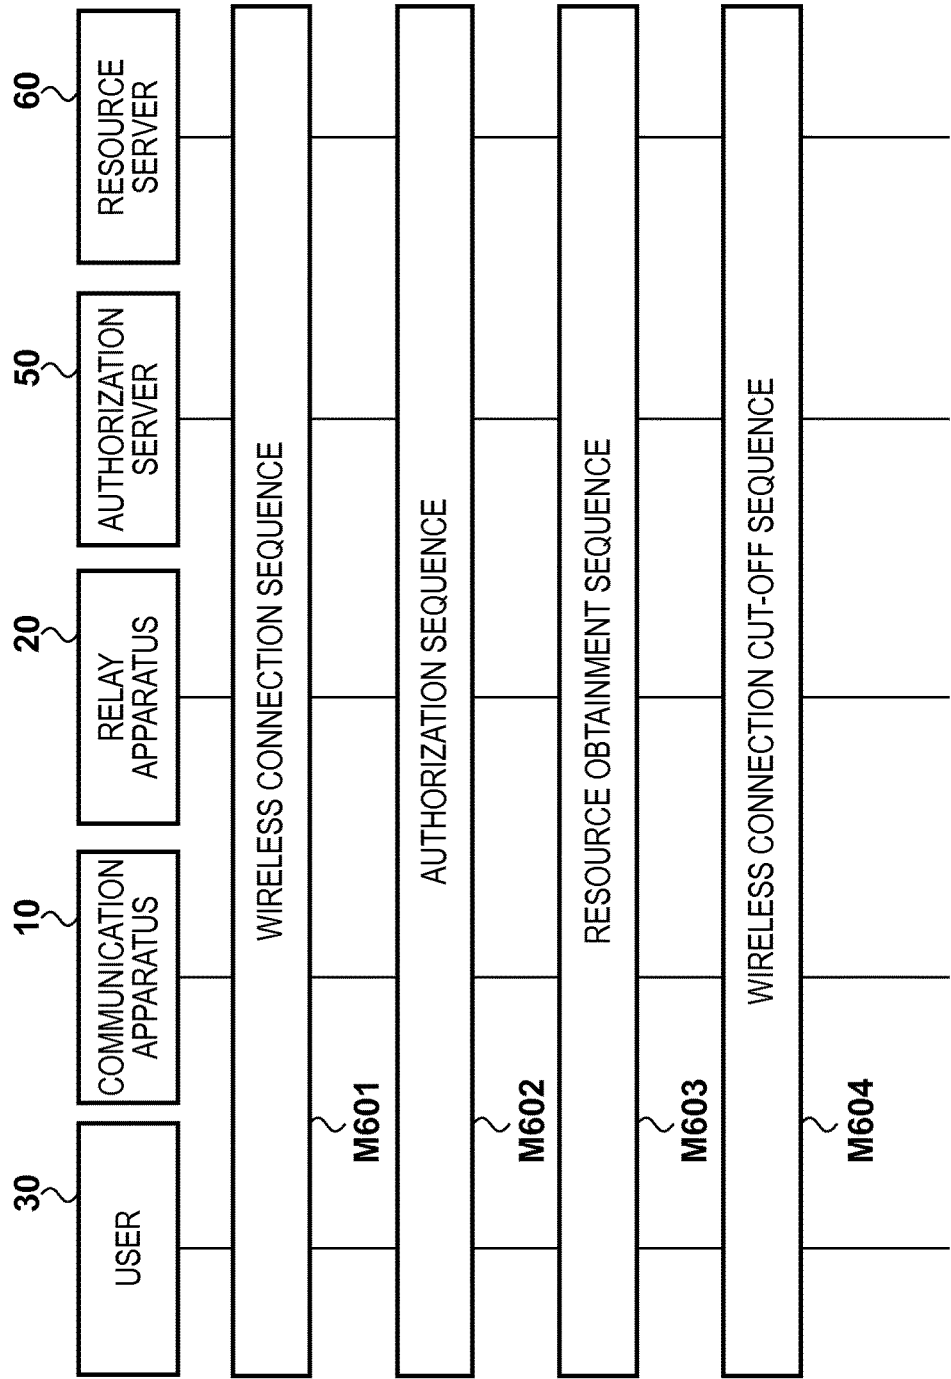 30
10
20
50
60
USER
COMMUNICATION
APPARATUS
RELAY
APPARATUS
AUTHORIZATION
SERVER
RESOURCE
SERVER
WIRELESS CONNECTION SEQUENCE
M601
AUTHORIZATION SEQUENCE
M602
RESOURCE OBTAINMENT SEQUENCE
M603
WIRELESS CONNECTION CUT-OFF SEQUENCE
M604